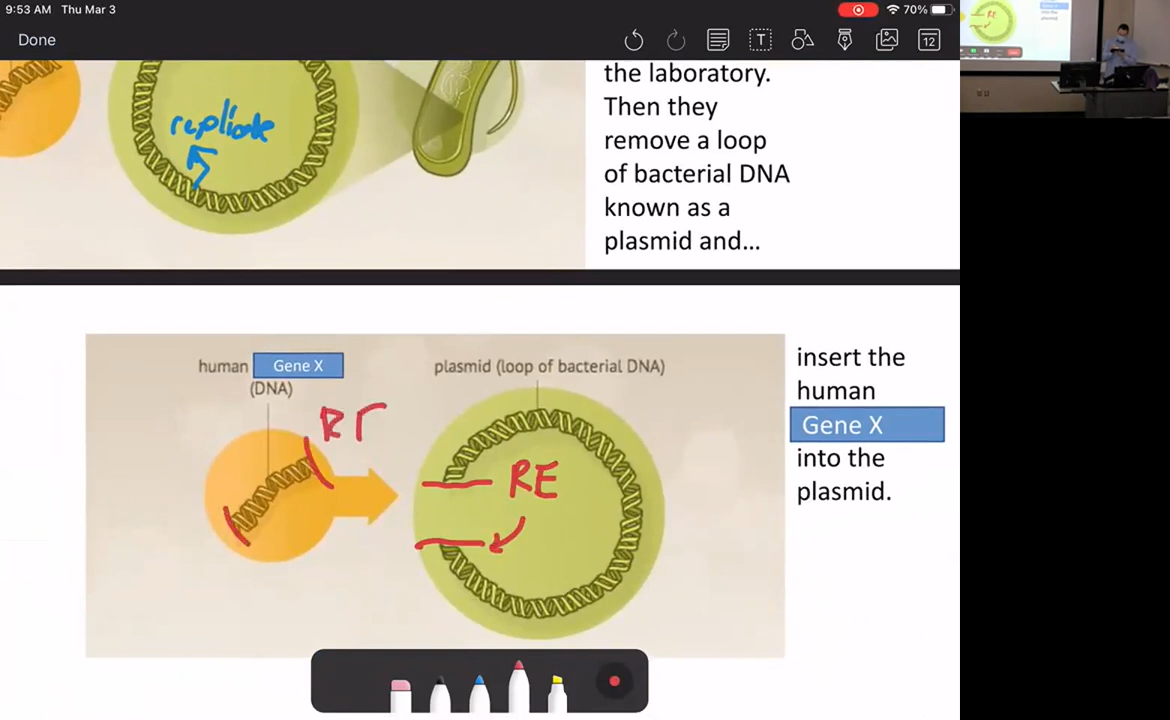 9:53 AM Thu Mar 3
70%
Done
T
12
the laboratory.
Then they
remove a loop
of bacterial DNA
known as a
plasmid and...
replicate
human Gene X
(DNA)
plasmid (loop of bacterial DNA)
RE
insert the
human
Gene X
into the
plasmid.